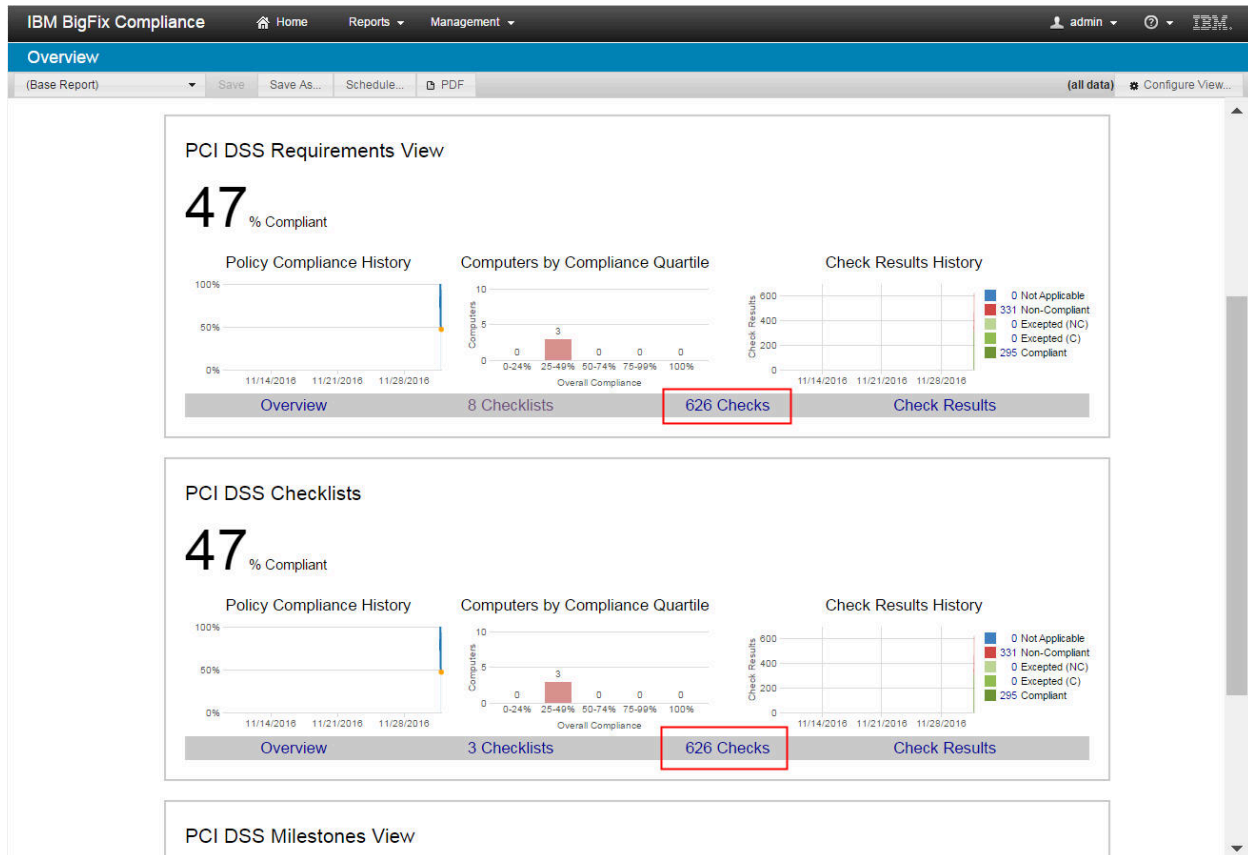 IBM BigFix Compliance Home Reports Management admin IBM
Overview
(Base Report) Save Save As... Schedule... PDF (all data) Configure View...
PCI DSS Requirements View
47 % Compliant
Policy Compliance History Computers by Compliance Quartile Check Results History
100%
50%
0%
11/14/2016 11/21/2016 11/28/2016
Computers
10
5
0
0 3 0 0 0
0-24% 25-49% 50-74% 75-99% 100%
Overall Compliance
Check Results
600
400
200
0
11/14/2016 11/21/2016 11/28/2016
0 Not Applicable
331 Non-Compliant
0 Excepted (NC)
0 Excepted (C)
295 Compliant
Overview 8 Checklists 626 Checks Check Results
PCI DSS Checklists
47 % Compliant
Policy Compliance History Computers by Compliance Quartile Check Results History
100%
50%
0%
11/14/2016 11/21/2016 11/28/2016
Computers
10
5
0
0 3 0 0 0
0-24% 25-49% 50-74% 75-99% 100%
Overall Compliance
Check Results
600
400
200
0
11/14/2016 11/21/2016 11/28/2016
0 Not Applicable
331 Non-Compliant
0 Excepted (NC)
0 Excepted (C)
295 Compliant
Overview 3 Checklists 626 Checks Check Results
PCI DSS Milestones View